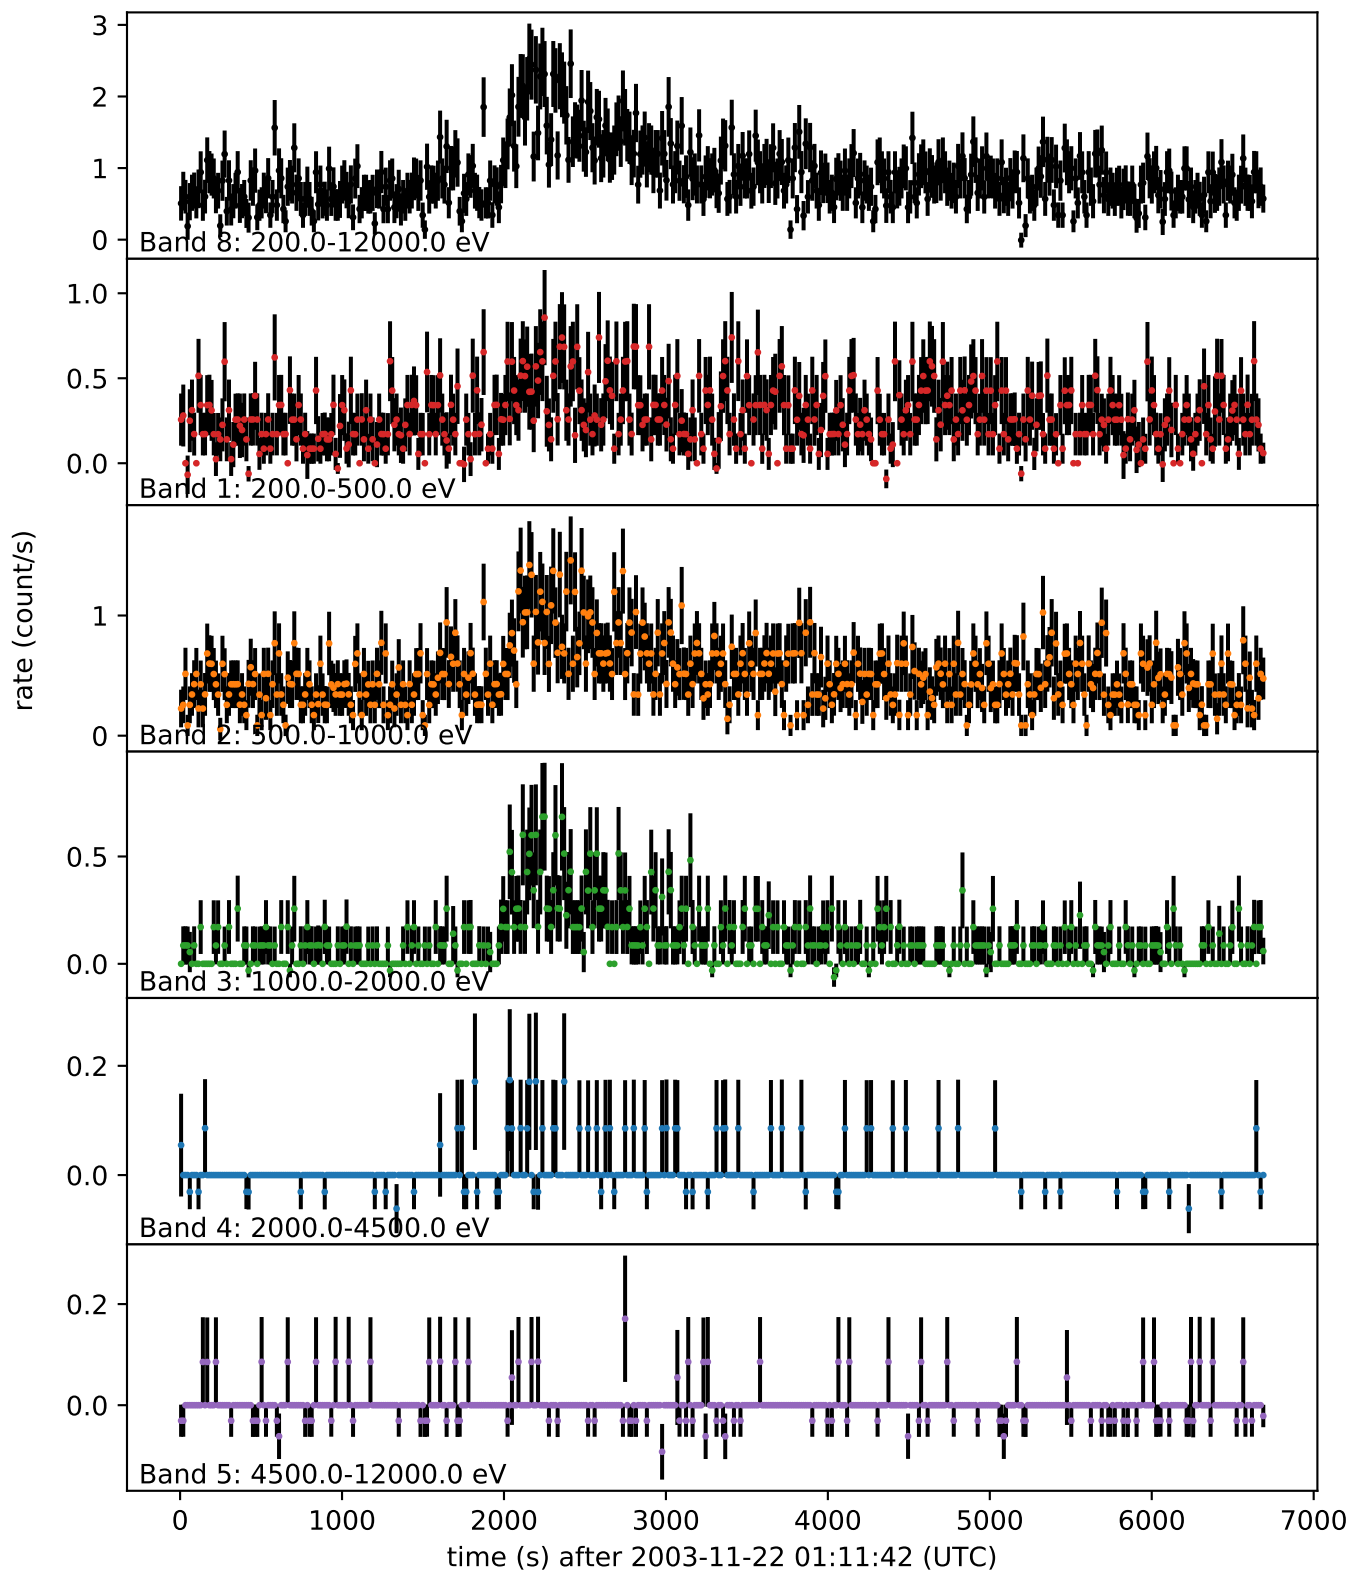 3
2
1
0
Band 8: 200.0-12000.0 eV
1.0
0.5
0.0
Band 1: 200.0-500.0 eV
rate (count/s)
1
0
Band 2: 500.0-1000.0 eV
0.5
0.0
Band 3: 1000.0-2000.0 eV
0.2
0.0
Band 4: 2000.0-4500.0 eV
0.2
0.0
Band 5: 4500.0-12000.0 eV
0 1000 2000 3000 4000 5000 6000 7000
time (s) after 2003-11-22 01:11:42 (UTC)